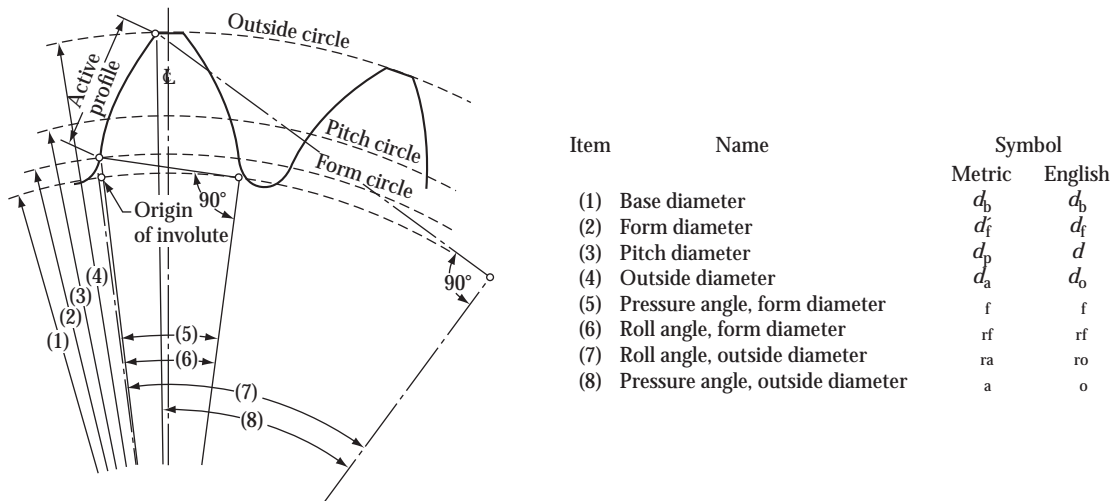 Outside circle
Active
profile
℄
Pitch circle
Form circle
90°
Origin
of involute
90°
(4)
(3)
(2)
(1)
(5)
(6)
(7)
(8)
Item Name Symbol
Metric English
(1) Base diameter d_b d_b
(2) Form diameter d′_f d_f
(3) Pitch diameter d_p d
(4) Outside diameter d_a d_o
(5) Pressure angle, form diameter f f
(6) Roll angle, form diameter rf rf
(7) Roll angle, outside diameter ra ro
(8) Pressure angle, outside diameter a o